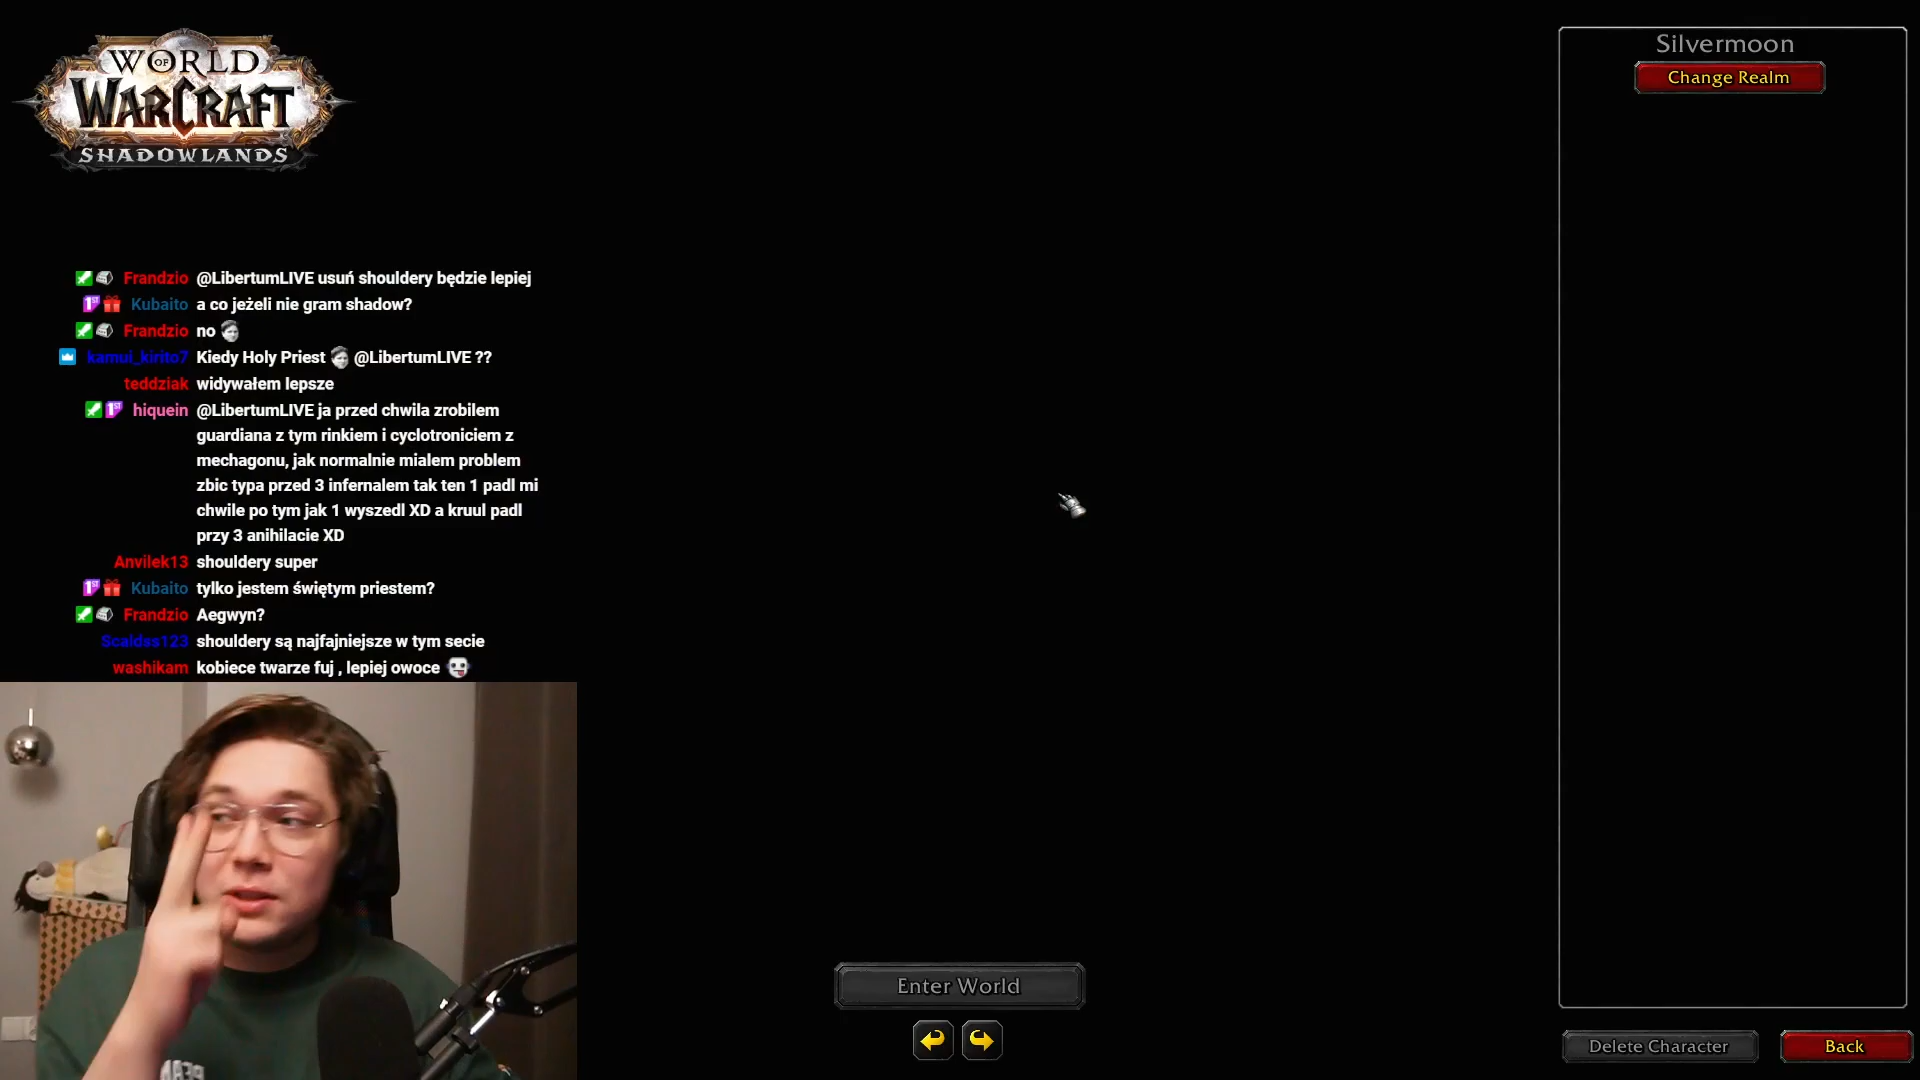 WORLD
OF
WARCRAFT
SHADOWLANDS
Silvermoon
Change Realm
Frandzio @LibertumLIVE usuń shouldery będzie lepiej
1ST Kubaito a co jeżeli nie gram shadow?
Frandzio no
kamui_kirito7 Kiedy Holy Priest @LibertumLIVE ??
teddziak widywałem lepsze
1ST hiquein @LibertumLIVE ja przed chwila zrobilem
guardiana z tym rinkiem i cyclotroniciem z
mechagonu, jak normalnie mialem problem
zbic typa przed 3 infernalem tak ten 1 padl mi
chwile po tym jak 1 wyszedl XD a kruul padl
przy 3 anihilacie XD
Anvilek13 shouldery super
1ST Kubaito tylko jestem świętym priestem?
Frandzio Aegwyn?
Scaldss123 shouldery są najfajniejsze w tym secie
washikam kobiece twarze fuj , lepiej owoce
Enter World
Delete Character
Back